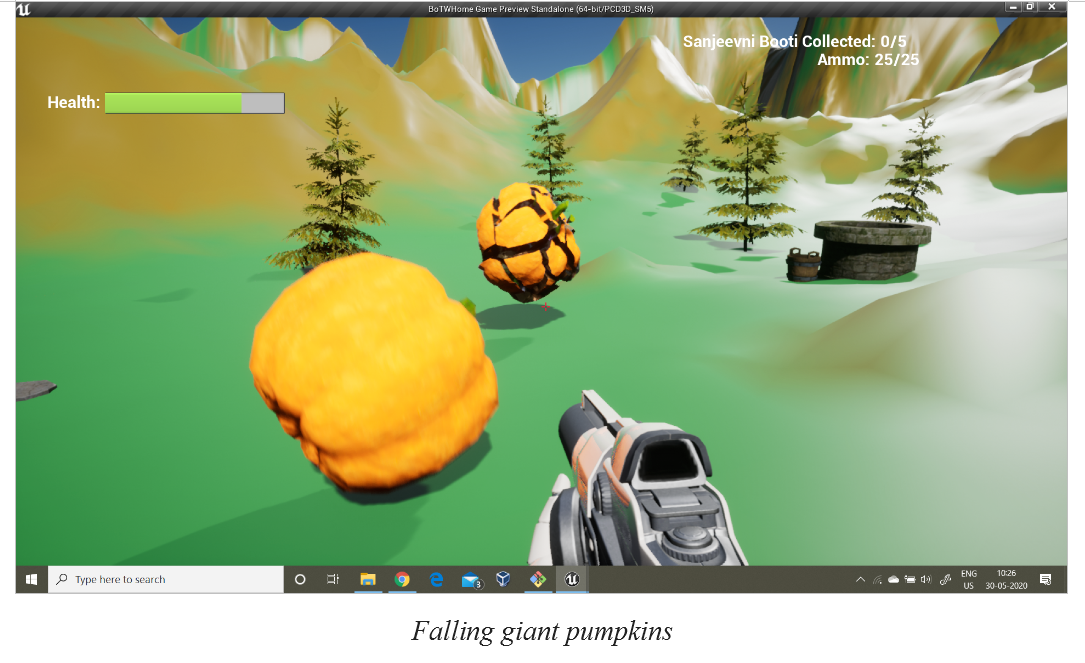 BoTWHome Game Preview Standalone (64-bit/PCD3D_SM5)
Sanjeevni Booti Collected: 0/5
Ammo: 25/25
Health:
Type here to search
3
ENG
US
10:26
30-05-2020
Falling giant pumpkins